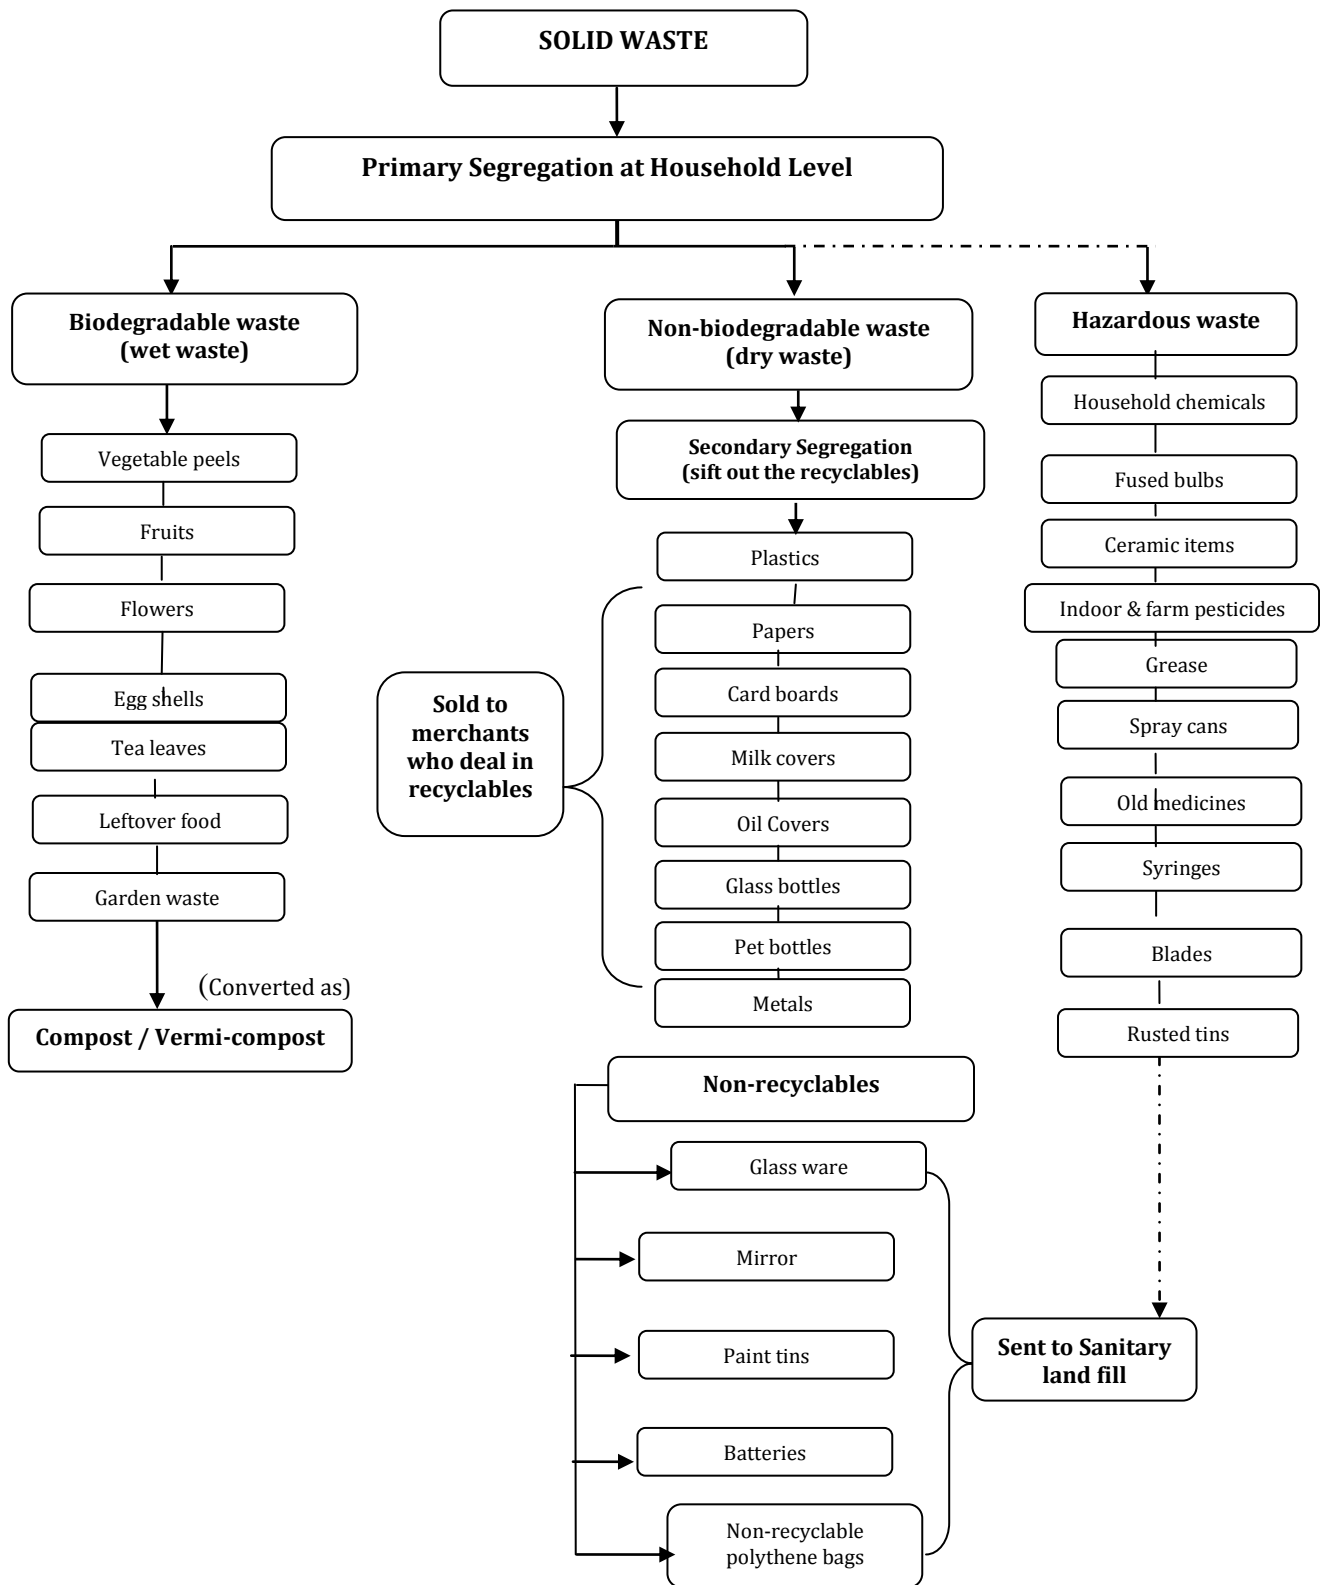 SOLID WASTE
Primary Segregation at Household Level
Biodegradable waste
(wet waste)
Vegetable peels
Fruits
Flowers
Egg shells
Tea leaves
Leftover food
Garden waste
(Converted as)
Compost / Vermi-compost
Non-biodegradable waste
(dry waste)
Secondary Segregation
(sift out the recyclables)
Plastics
Papers
Card boards
Milk covers
Oil Covers
Glass bottles
Pet bottles
Metals
Sold to
merchants
who deal in
recyclables
Non-recyclables
Glass ware
Mirror
Paint tins
Batteries
Non-recyclable
polythene bags
Hazardous waste
Household chemicals
Fused bulbs
Ceramic items
Indoor & farm pesticides
Grease
Spray cans
Old medicines
Syringes
Blades
Rusted tins
Sent to Sanitary
land fill